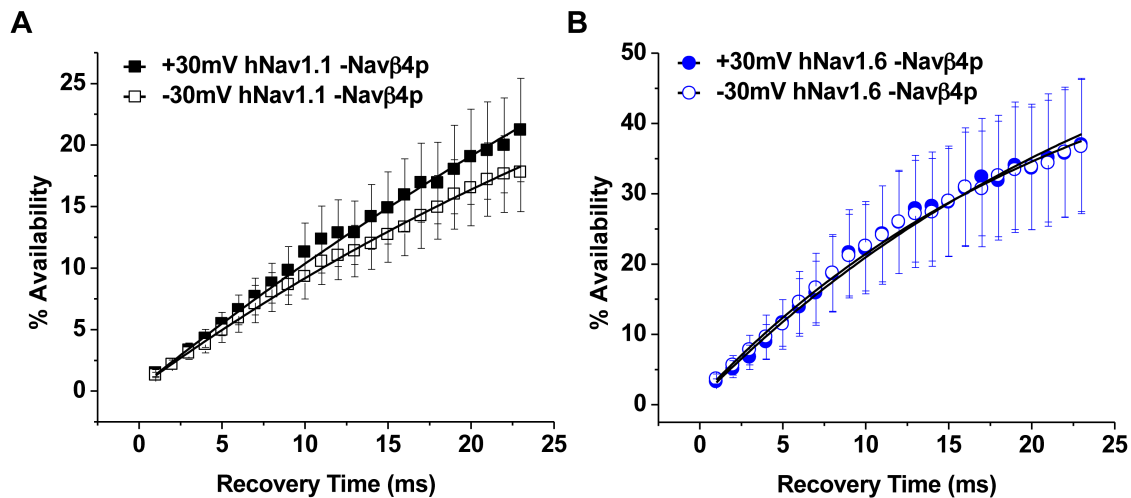 A
+30mV hNav1.1 -Navβ4p
-30mV hNav1.1 -Navβ4p
25
20
15
10
5
0
% Availability
0 5 10 15 20 25
Recovery Time (ms)
B
+30mV hNav1.6 -Navβ4p
-30mV hNav1.6 -Navβ4p
50
40
30
20
10
0
% Availability
0 5 10 15 20 25
Recovery Time (ms)